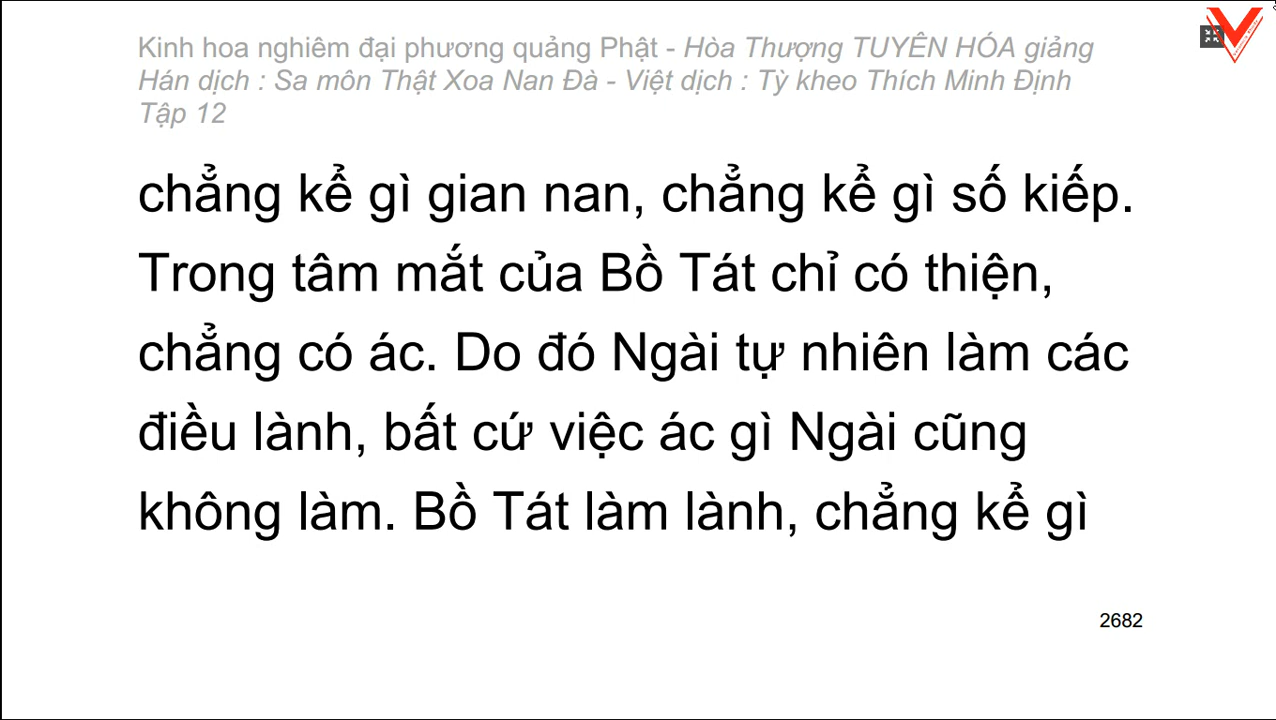 Kinh hoa nghiêm đại phương quảng Phật - Hòa Thượng TUYÊN HÓA giảng
Hán dịch : Sa môn Thật Xoa Nan Đà - Việt dịch : Tỳ kheo Thích Minh Định
Tập 12
chẳng kể gì gian nan, chẳng kể gì số kiếp.
Trong tâm mắt của Bồ Tát chỉ có thiện,
chẳng có ác. Do đó Ngài tự nhiên làm các
điều lành, bất cứ việc ác gì Ngài cũng
không làm. Bồ Tát làm lành, chẳng kể gì
2682